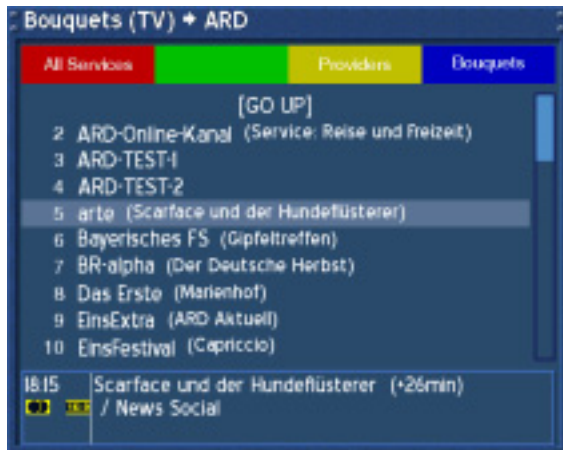 Bouquets (TV) → ARD
All Services Providers Bouquets
[GO UP]
2 ARD-Online-Kanal (Service: Reise und Freizeit)
3 ARD-TEST-1
4 ARD-TEST-2
5 arte (Scarface und der Hundeflüsterer)
6 Bayerisches FS (Gipfeltreffen)
7 BR-alpha (Der Deutsche Herbst)
8 Das Erste (Marienhof)
9 EinsExtra (ARD Aktuell)
10 EinsFestival (Capriccio)
18:15 Scarface und der Hundeflüsterer (+26min)
/ News Social